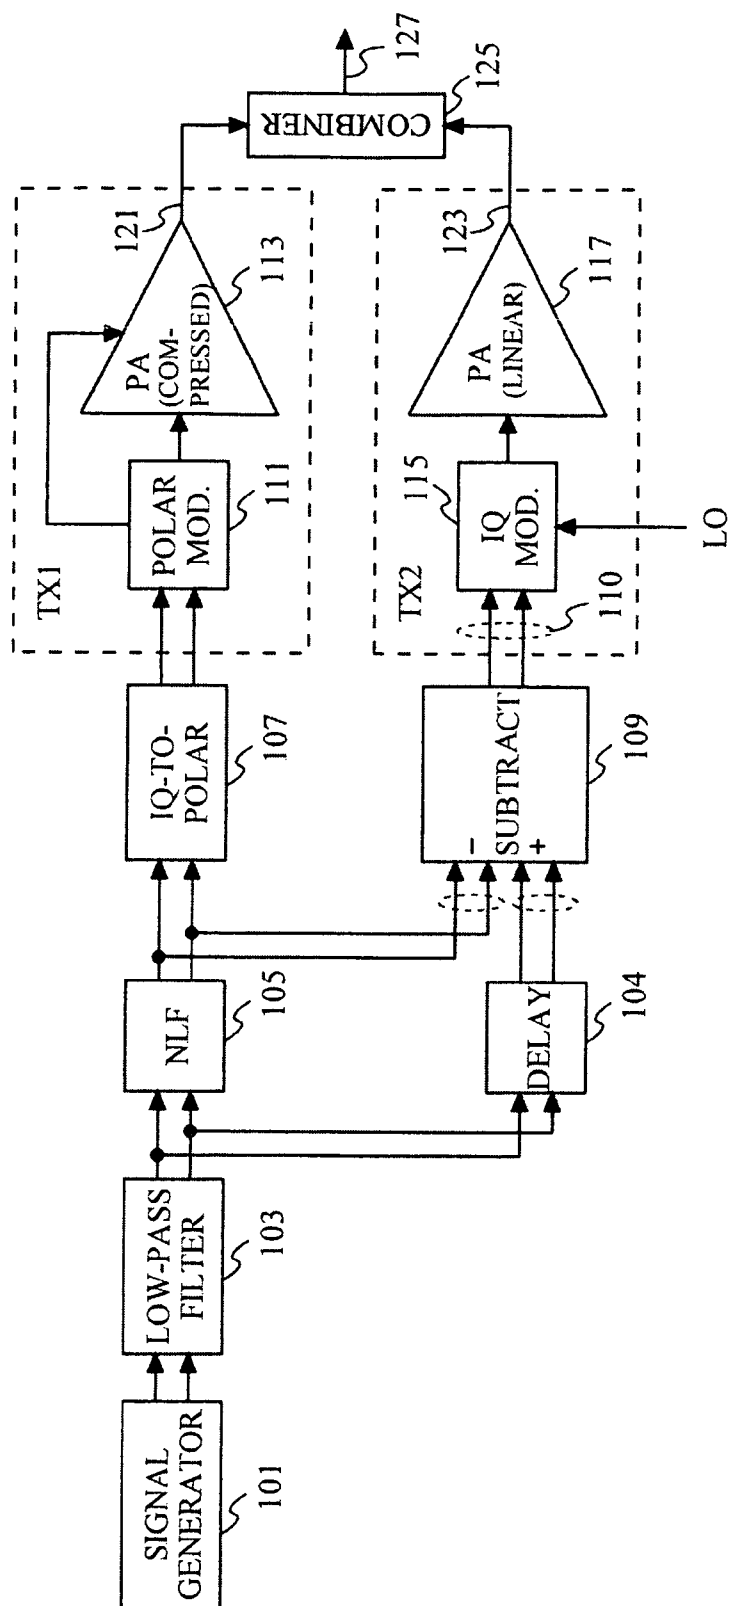 SIGNAL
GENERATOR
101
LOW-PASS
FILTER
103
NLF
105
DELAY
104
IQ-TO-
POLAR
107
−
SUBTRACT
+
109
110
TX1
POLAR
MOD.
111
PA
(COM-
PRESSED)
113
121
TX2
IQ
MOD.
115
LO
PA
(LINEAR)
117
123
COMBINER
125
127